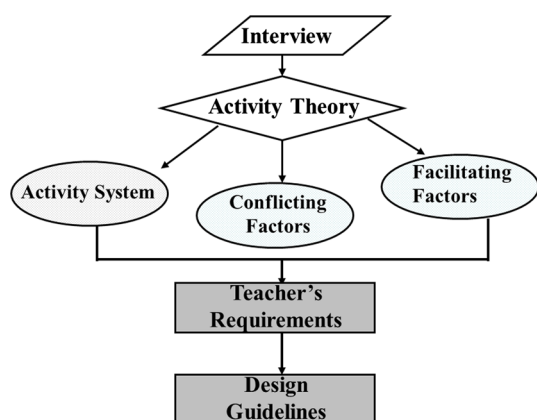 Interview
Activity Theory
Activity System
Conflicting
Factors
Facilitating
Factors
Teacher’s
Requirements
Design
Guidelines